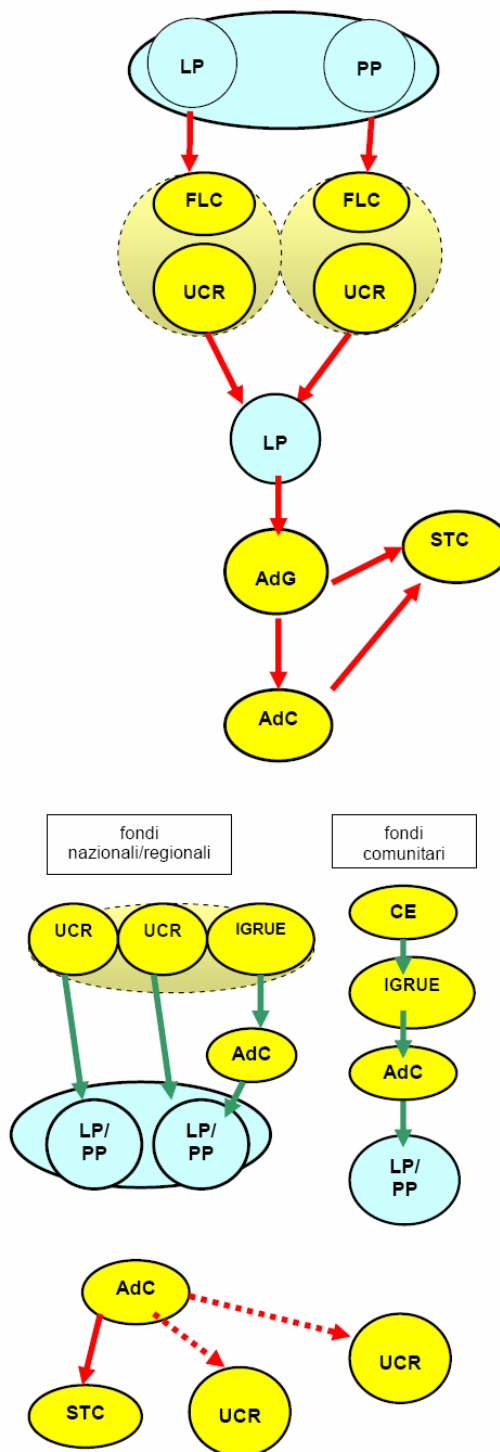 LP
PP
FLC
FLC
UCR
UCR
LP
STC
AdG
AdC
fondi
nazionali/regionali
fondi
comunitari
UCR
UCR
IGRUE
AdC
LP/
PP
LP/
PP
CE
IGRUE
AdC
LP/
PP
AdC
UCR
STC
UCR